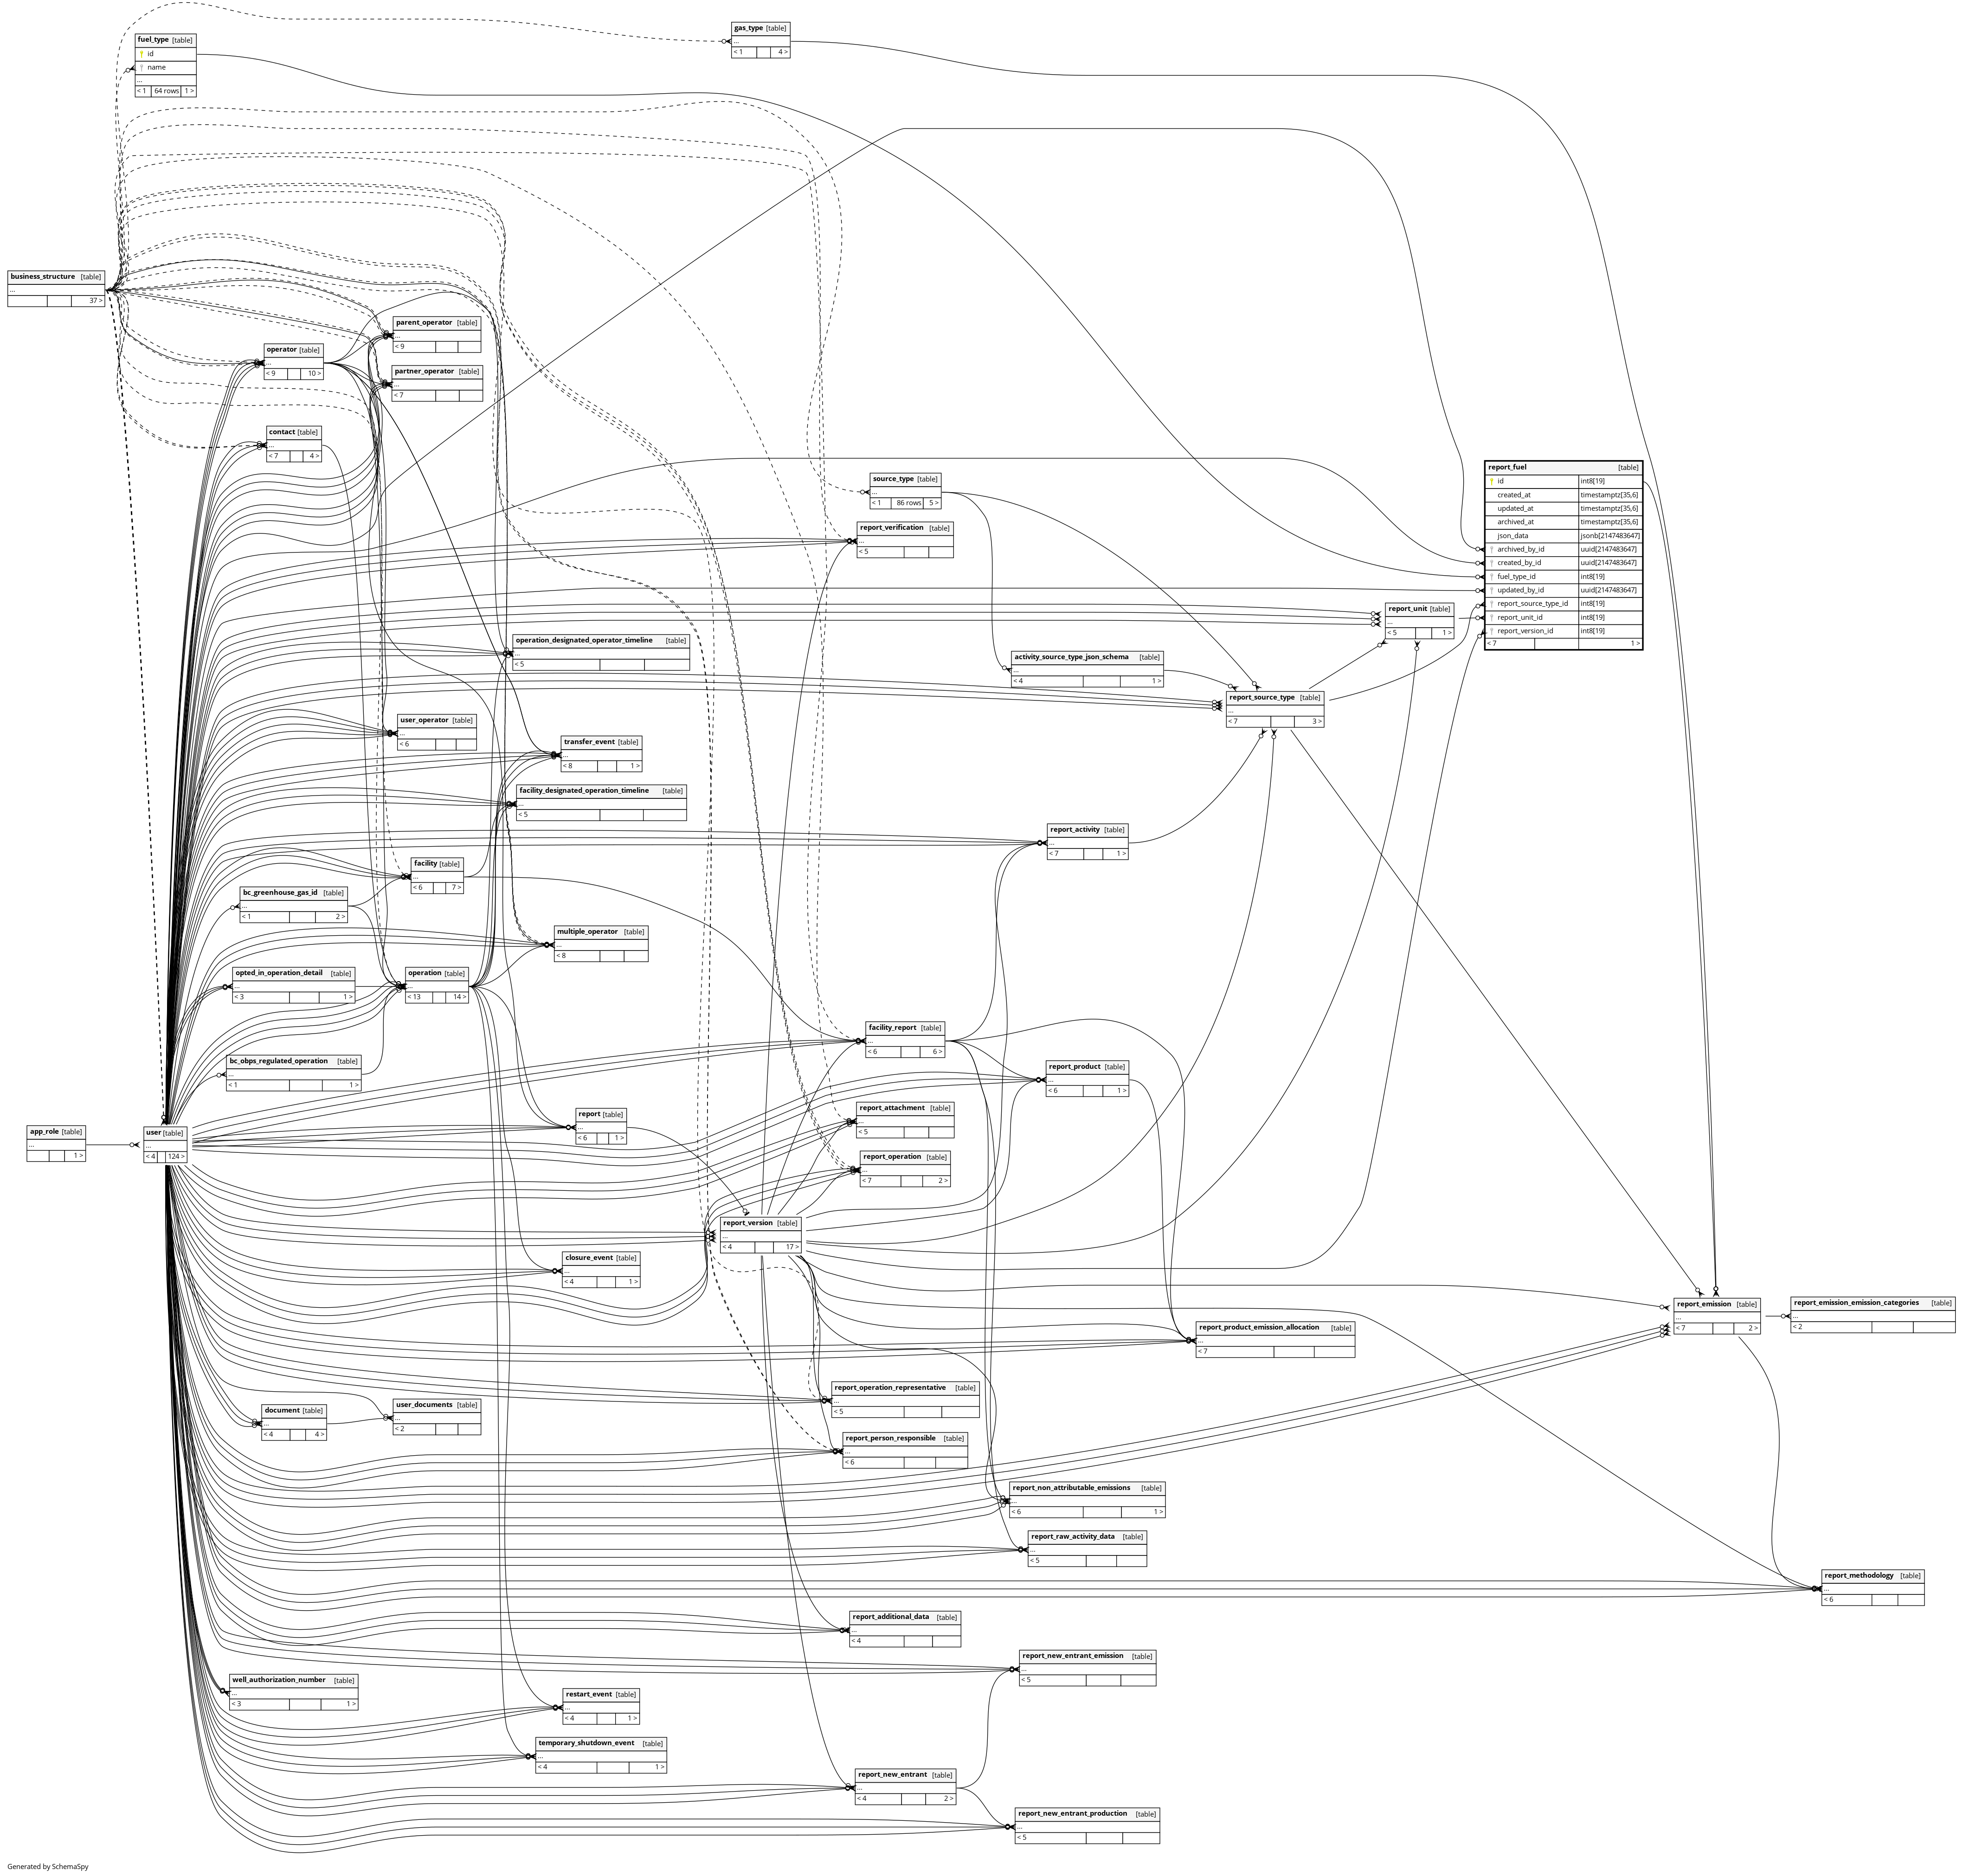 gas_type [table]
...
< 1 4 >
fuel_type [table]
id
name
...
< 1 64 rows 1 >
business_structure [table]
...
37 >
parent_operator [table]
...
< 9
operator [table]
...
< 9 10 >
partner_operator [table]
...
< 7
contact [table]
...
< 7 4 >
source_type [table]
...
< 1 86 rows 5 >
report_verification [table]
...
< 5
report_fuel [table]
id int8[19]
created_at timestamptz[35,6]
updated_at timestamptz[35,6]
archived_at timestamptz[35,6]
json_data jsonb[2147483647]
archived_by_id uuid[2147483647]
created_by_id uuid[2147483647]
fuel_type_id int8[19]
updated_by_id uuid[2147483647]
report_source_type_id int8[19]
report_unit_id int8[19]
report_version_id int8[19]
< 7 1 >
report_unit [table]
...
< 5 1 >
operation_designated_operator_timeline [table]
...
< 5
activity_source_type_json_schema [table]
...
< 4 1 >
report_source_type [table]
...
< 7 3 >
user_operator [table]
...
< 6
transfer_event [table]
...
< 8 1 >
facility_designated_operation_timeline [table]
...
< 5
report_activity [table]
...
< 7 1 >
facility [table]
...
< 6 7 >
bc_greenhouse_gas_id [table]
...
< 1 2 >
multiple_operator [table]
...
< 8
opted_in_operation_detail [table]
...
< 3 1 >
operation [table]
...
< 13 14 >
facility_report [table]
...
< 6 6 >
bc_obps_regulated_operation [table]
...
< 1 1 >
report_product [table]
...
< 6 1 >
report [table]
...
< 6 1 >
report_attachment [table]
...
< 5
app_role [table]
...
1 >
user [table]
...
< 4 124 >
report_operation [table]
...
< 7 2 >
report_version [table]
...
< 4 17 >
closure_event [table]
...
< 4 1 >
report_emission [table]
...
< 7 2 >
report_emission_emission_categories [table]
...
< 2
report_product_emission_allocation [table]
...
< 7
report_operation_representative [table]
...
< 5
document [table]
...
< 4 4 >
user_documents [table]
...
< 2
report_person_responsible [table]
...
< 6
report_non_attributable_emissions [table]
...
< 6 1 >
report_raw_activity_data [table]
...
< 5
report_methodology [table]
...
< 6
report_additional_data [table]
...
< 4
report_new_entrant_emission [table]
...
< 5
well_authorization_number [table]
...
< 3 1 >
restart_event [table]
...
< 4 1 >
temporary_shutdown_event [table]
...
< 4 1 >
report_new_entrant [table]
...
< 4 2 >
report_new_entrant_production [table]
...
< 5
Generated by SchemaSpy